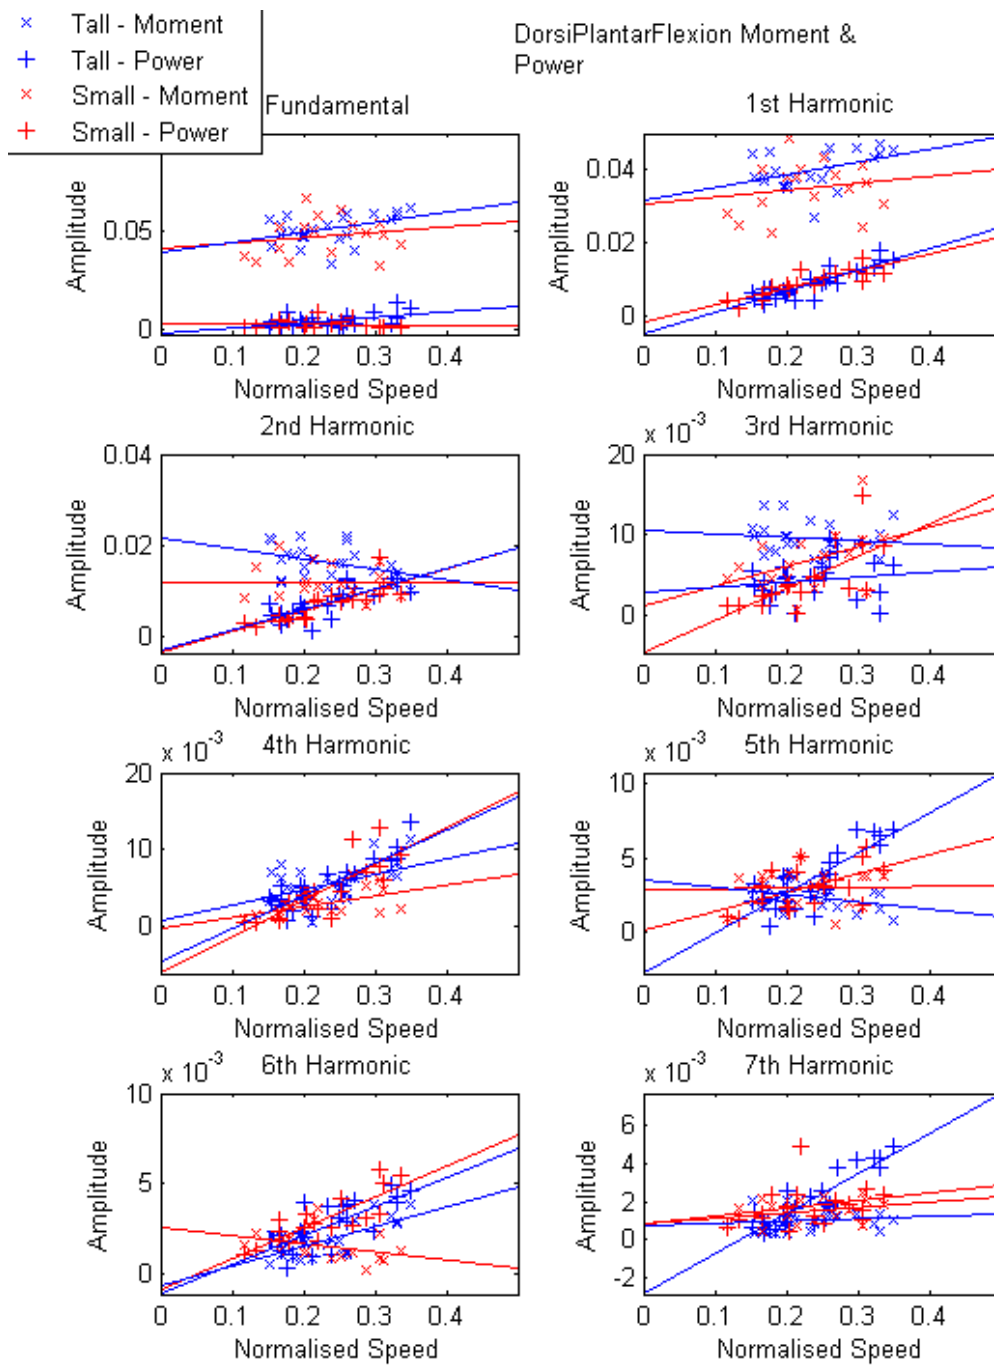 Tall - Moment
Tall - Power
Small - Moment
Small - Power
DorsiPlantarFlexion Moment &
Power
Fundamental
Amplitude
0.05
0
0 0.1 0.2 0.3 0.4
Normalised Speed
1st Harmonic
Amplitude
0.04
0.02
0
0 0.1 0.2 0.3 0.4
Normalised Speed
2nd Harmonic
Amplitude
0.04
0.02
0
0 0.1 0.2 0.3 0.4
Normalised Speed
x 10-3
3rd Harmonic
Amplitude
20
10
0
0 0.1 0.2 0.3 0.4
Normalised Speed
x 10-3
4th Harmonic
Amplitude
20
10
0
0 0.1 0.2 0.3 0.4
Normalised Speed
x 10-3
5th Harmonic
Amplitude
10
5
0
0 0.1 0.2 0.3 0.4
Normalised Speed
x 10-3
6th Harmonic
Amplitude
10
5
0
0 0.1 0.2 0.3 0.4
Normalised Speed
x 10-3
7th Harmonic
Amplitude
6
4
2
0
-2
0 0.1 0.2 0.3 0.4
Normalised Speed